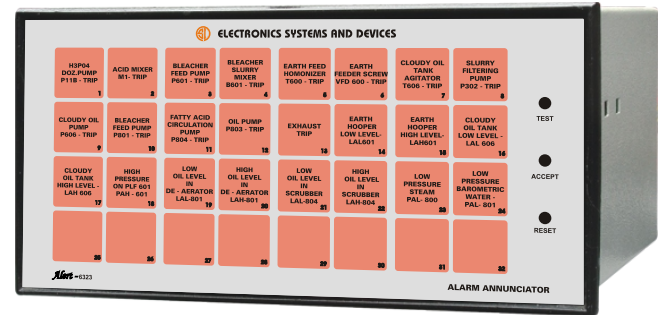 ESD ELECTRONICS SYSTEMS AND DEVICES
H3P04
DOZ.PUMP
P11B - TRIP
1
ACID MIXER
M1- TRIP
2
BLEACHER
FEED PUMP
P601 - TRIP
3
BLEACHER
SLURRY
MIXER
B601 - TRIP
4
EARTH FEED
HOMONIZER
T600 - TRIP
5
EARTH
FEEDER SCREW
VFD 600 - TRIP
6
CLOUDY OIL
TANK
AGITATOR
T606 - TRIP
7
SLURRY
FILTERING
PUMP
P302 - TRIP
8
CLOUDY OIL
PUMP
P606 - TRIP
9
BLEACHER
FEED PUMP
P801 - TRIP
10
FATTY ACID
CIRCULATION
PUMP
P804 - TRIP
11
OIL PUMP
P803 - TRIP
12
EXHAUST
TRIP
13
EARTH
HOOPER
LOW LEVEL-
LAL601
14
EARTH
HOOPER
HIGH LEVEL-
LAH601
15
CLOUDY
OIL TANK
LOW LEVEL -
LAL 606
16
CLOUDY
OIL TANK
HIGH LEVEL -
LAH 606
17
HIGH
PRESSURE
ON PLF 601
PAH - 601
18
LOW
OIL LEVEL
IN
DE - AERATOR
LAL-801
19
HIGH
OIL LEVEL
IN
DE - AERATOR
LAH-801
20
LOW
OIL LEVEL
IN
SCRUBBER
LAL-804
21
HIGH
OIL LEVEL
IN
SCRUBBER
LAH-804
22
LOW
PRESSURE
STEAM
PAL- 800
23
LOW
PRESSURE
BAROMETRIC
WATER -
PAL- 801
24
25
26
27
28
29
30
31
32
TEST
ACCEPT
RESET
Alert -6323
ALARM ANNUNCIATOR